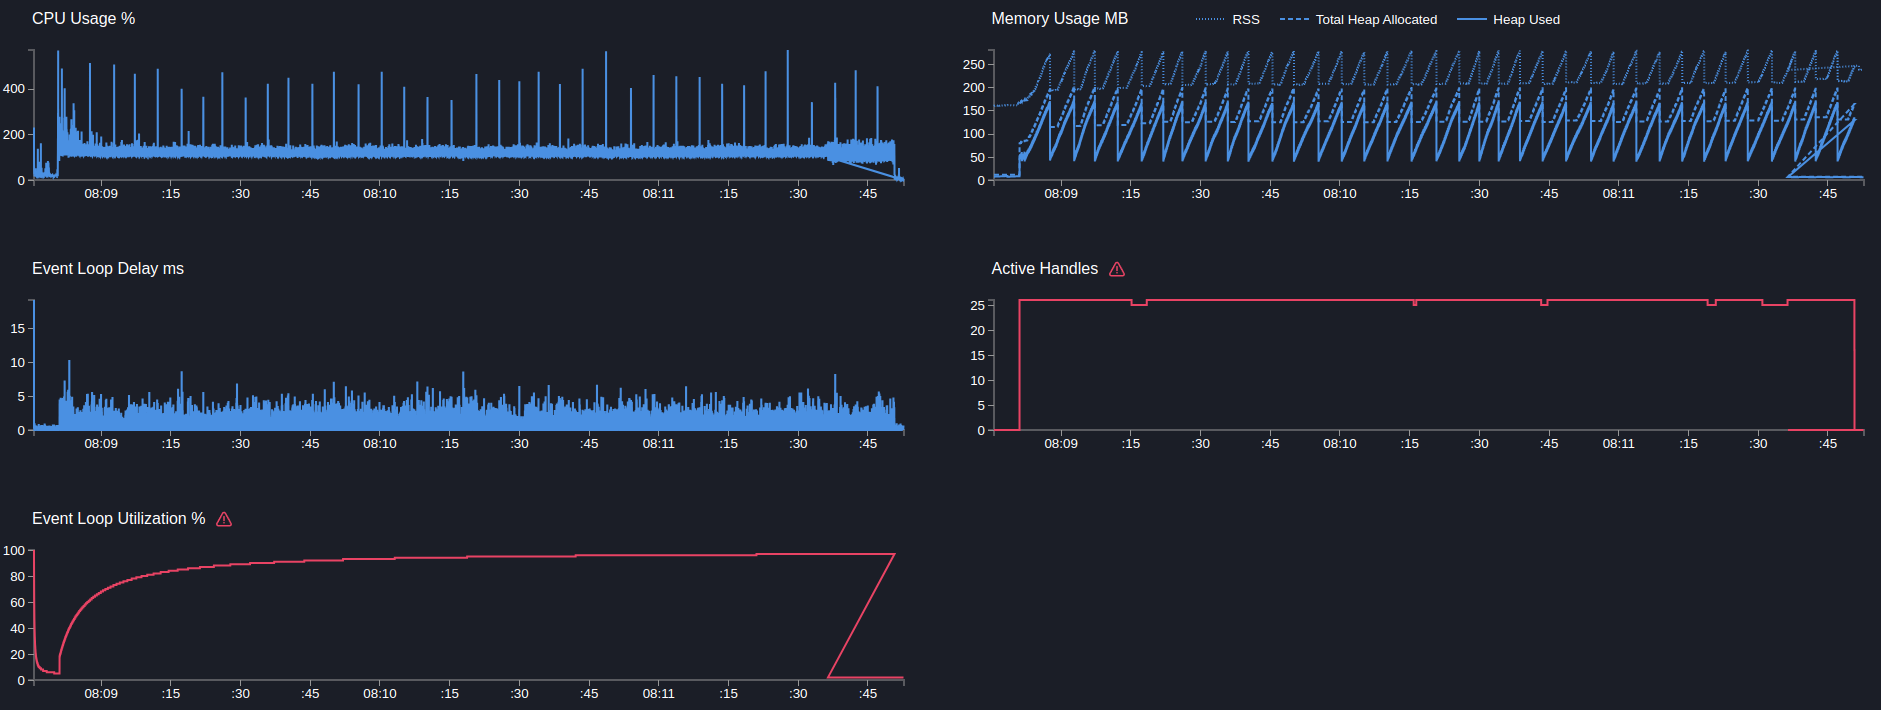 CPU Usage %
400
200
0
08:09 :15 :30 :45 08:10 :15 :30 :45 08:11 :15 :30 :45
Memory Usage MB RSS Total Heap Allocated Heap Used
250
200
150
100
50
0
08:09 :15 :30 :45 08:10 :15 :30 :45 08:11 :15 :30 :45
Event Loop Delay ms
15
10
5
0
08:09 :15 :30 :45 08:10 :15 :30 :45 08:11 :15 :30 :45
Active Handles
25
20
15
10
5
0
08:09 :15 :30 :45 08:10 :15 :30 :45 08:11 :15 :30 :45
Event Loop Utilization %
100
80
60
40
20
0
08:09 :15 :30 :45 08:10 :15 :30 :45 08:11 :15 :30 :45